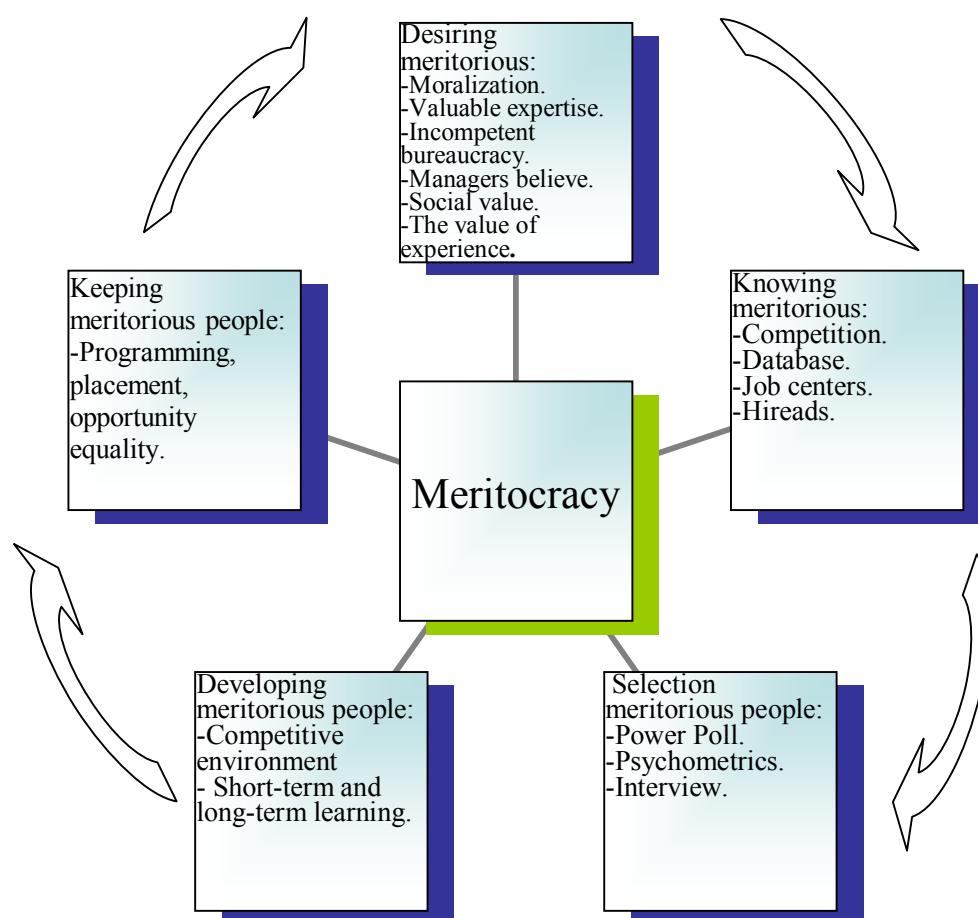 Desiring
meritorious:
-Moralization.
-Valuable expertise.
-Incompetent
bureaucracy.
-Managers believe.
-Social value.
-The value of
experience.
Knowing
meritorious:
-Competition.
-Database.
-Job centers.
-Hireads.
Selection
meritorious people:
-Power Poll.
-Psychometrics.
-Interview.
Developing
meritorious people:
-Competitive
environment
- Short-term and
long-term learning.
Keeping
meritorious people:
-Programming,
placement,
opportunity
equality.
Meritocracy